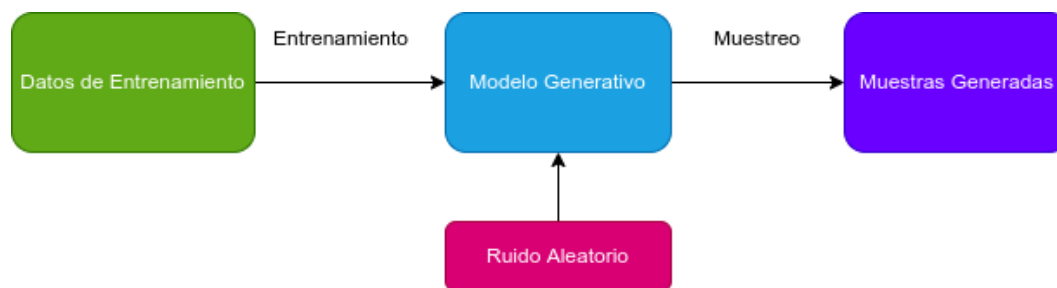 Entrenamiento
Muestreo
Datos de Entrenamiento
Modelo Generativo
Muestras Generadas
Ruido Aleatorio